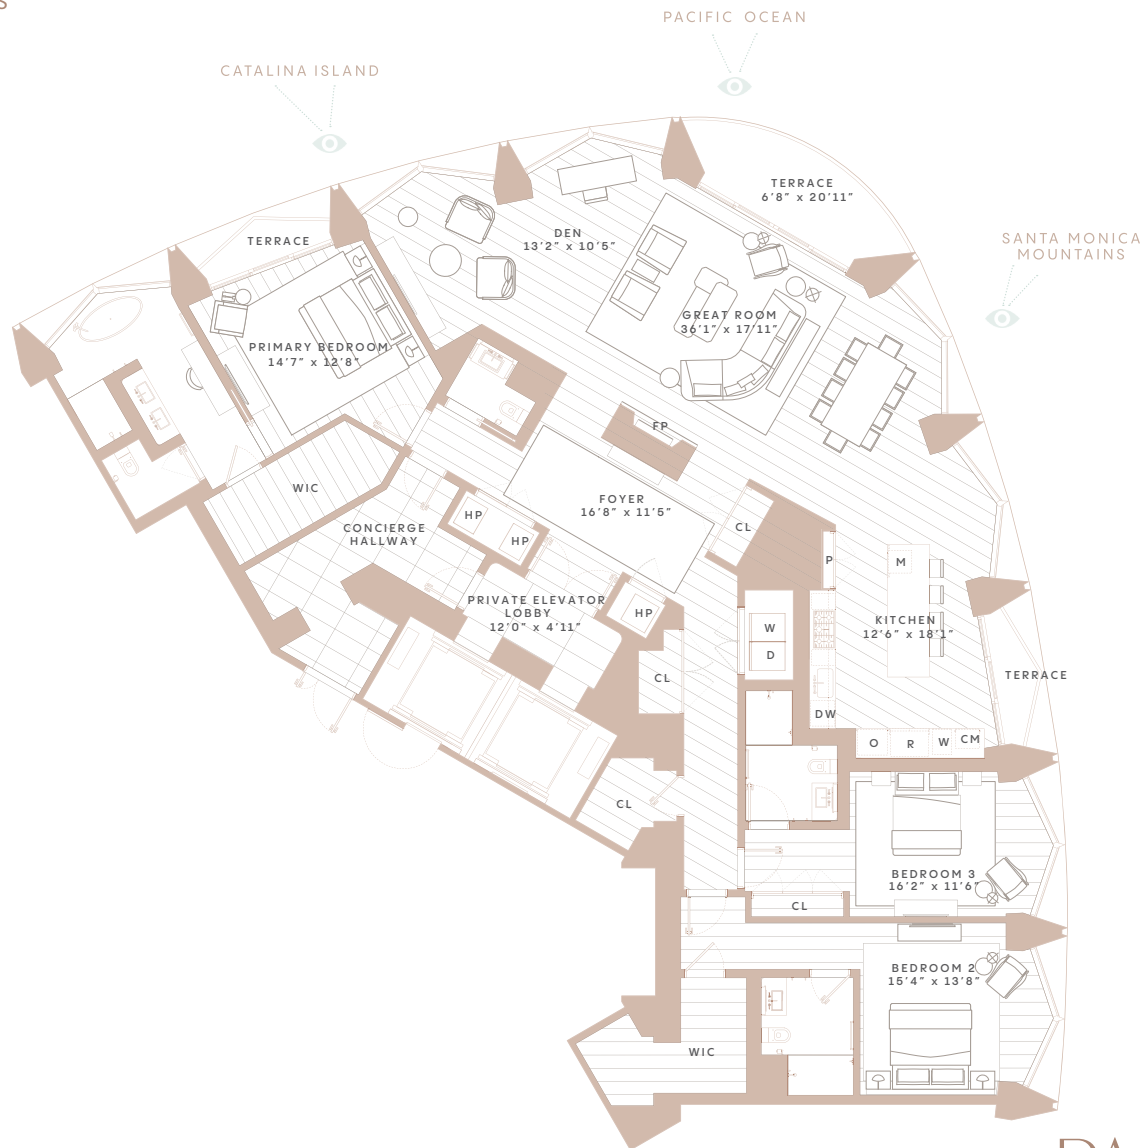 S
PACIFIC OCEAN
CATALINA ISLAND
SANTA MONICA
MOUNTAINS
TERRACE
6'8" x 20'11"
TERRACE
DEN
13'2" x 10'5"
GREAT ROOM
36'1" x 17'11"
PRIMARY BEDROOM
14'7" x 12'8"
FP
WIC
FOYER
16'8" x 11'5"
CONCIERGE
HALLWAY
HP
HP
CL
P
M
PRIVATE ELEVATOR
LOBBY
12'0" x 4'11"
HP
W
D
KITCHEN
12'6" x 18'1"
TERRACE
CL
DW
O
R
W
CM
CL
BEDROOM 3
16'2" x 11'6"
CL
BEDROOM 2
15'4" x 13'8"
WIC